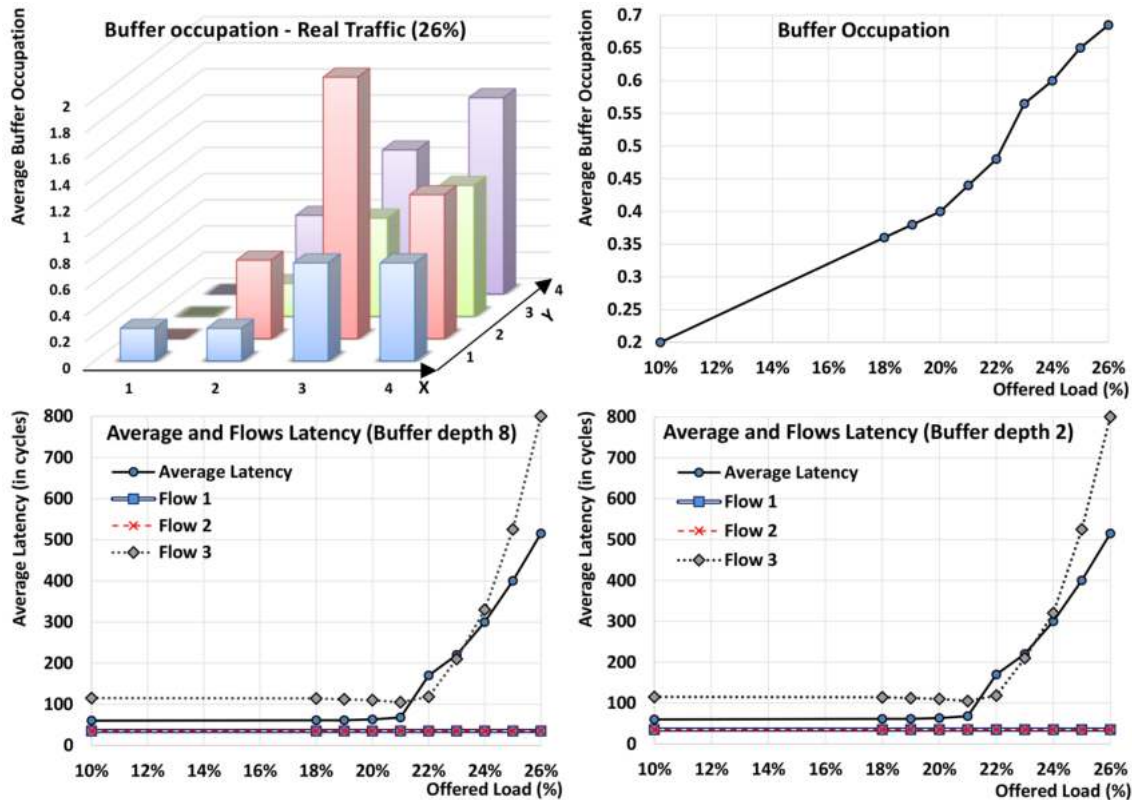 Buffer occupation - Real Traffic (26%)
Average Buffer Occupation
2
1.8
1.6
1.4
1.2
1
0.8
0.6
0.4
0.2
0
1 2 3 4 X
1
2
3
4
Y
Buffer Occupation
Average Buffer Occupation
0.7
0.65
0.6
0.55
0.5
0.45
0.4
0.35
0.3
0.25
0.2
10% 12% 14% 16% 18% 20% 22% 24% 26%
Offered Load (%)
Average and Flows Latency (Buffer depth 8)
Average Latency (in cycles)
800
700
600
500
400
300
200
100
0
Average Latency
Flow 1
Flow 2
Flow 3
10% 12% 14% 16% 18% 20% 22% 24% 26%
Offered Load (%)
Average and Flows Latency (Buffer depth 2)
Average Latency (in cycles)
800
700
600
500
400
300
200
100
0
Average Latency
Flow 1
Flow 2
Flow 3
10% 12% 14% 16% 18% 20% 22% 24% 26%
Offered Load (%)